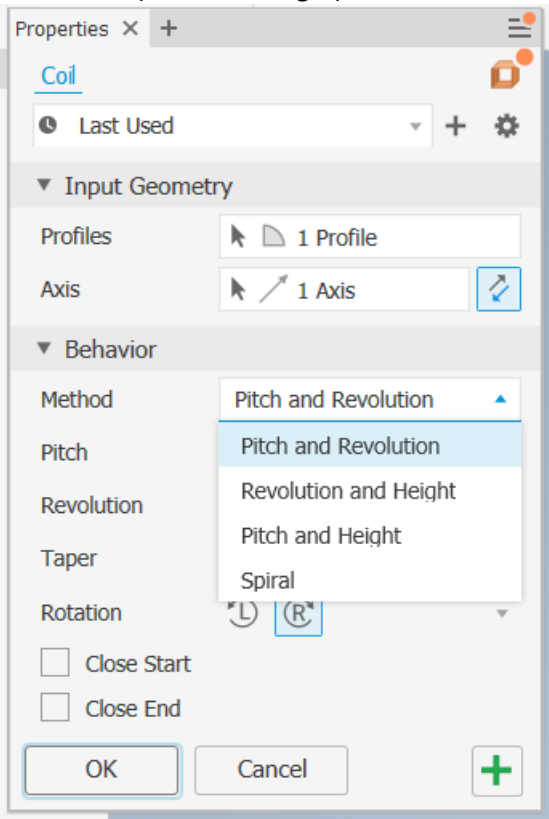 Properties × +
Coil
Last Used
Input Geometry
Profiles 1 Profile
Axis 1 Axis
Behavior
Method Pitch and Revolution
Pitch and Revolution
Pitch
Revolution and Height
Revolution
Pitch and Height
Taper
Spiral
Rotation L R
Close Start
Close End
OK Cancel